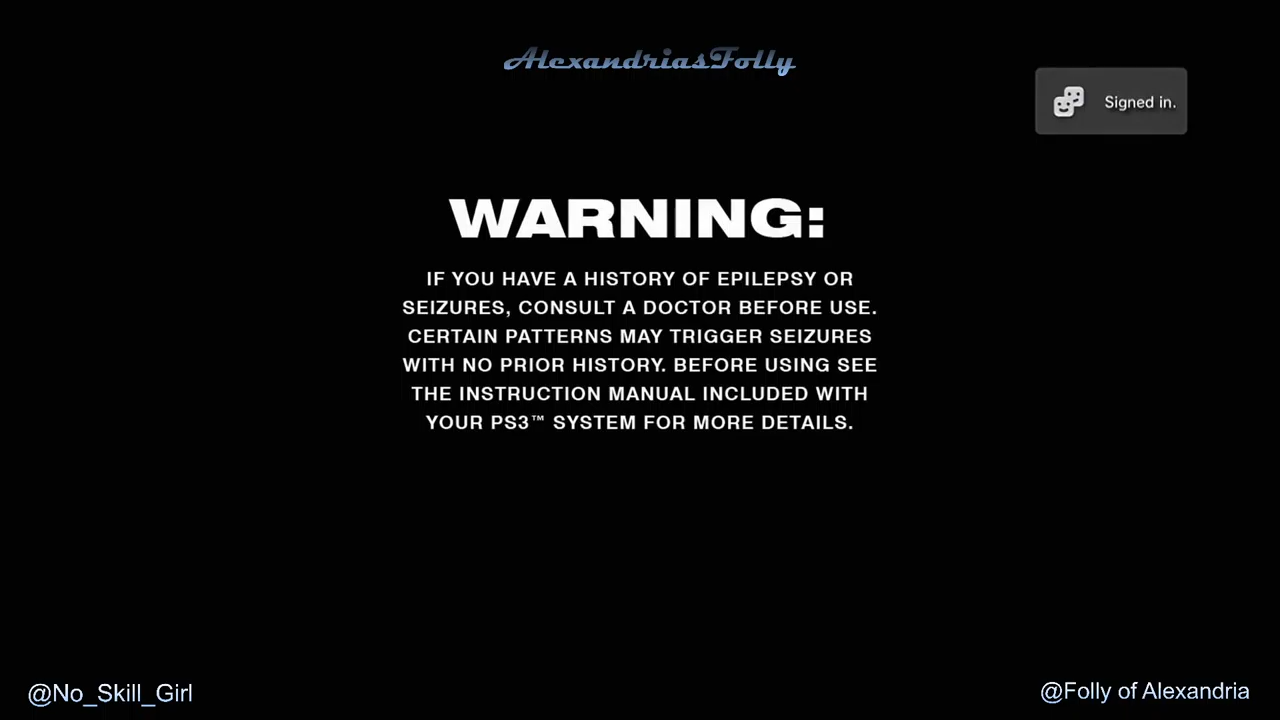 AlexandriasFolly
Signed in.
WARNING:
IF YOU HAVE A HISTORY OF EPILEPSY OR
SEIZURES, CONSULT A DOCTOR BEFORE USE.
CERTAIN PATTERNS MAY TRIGGER SEIZURES
WITH NO PRIOR HISTORY. BEFORE USING SEE
THE INSTRUCTION MANUAL INCLUDED WITH
YOUR PS3™ SYSTEM FOR MORE DETAILS.
@No_Skill_Girl
@Folly of Alexandria